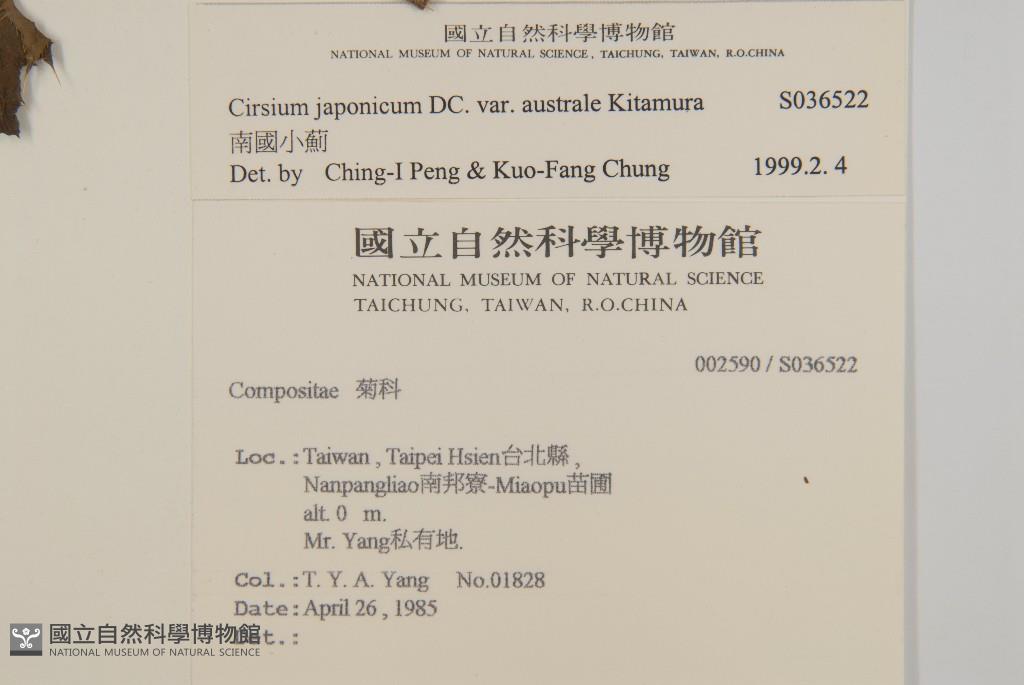 國立自然科學博物館
NATIONAL MUSEUM OF NATURAL SCIENCE , TAICHUNG, TAIWAN, R.O.CHINA
Cirsium japonicum DC. var. australe Kitamura S036522
南國小薊
Det. by Ching-I Peng & Kuo-Fang Chung 1999.2. 4
國立自然科學博物館
NATIONAL MUSEUM OF NATURAL SCIENCE
TAICHUNG, TAIWAN, R.O.CHINA
002590 / S036522
Compositae 菊科
Loc.:Taiwan , Taipei Hsien台北縣 ,
Nanpangliao南邦寮-Miaopu苗圃
alt. 0 m.
Mr. Yang私有地.
Col.:T. Y. A. Yang No.01828
Date:April 26 , 1985
Det.:
國立自然科學博物館
NATIONAL MUSEUM OF NATURAL SCIENCE